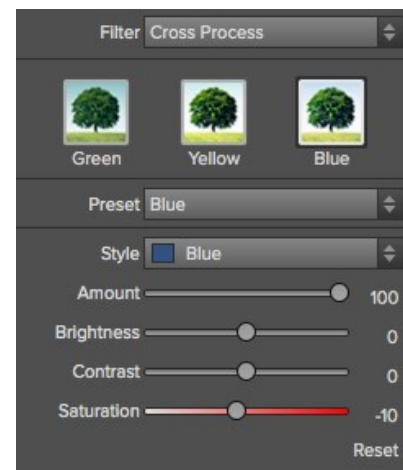 Filter Cross Process
Green Yellow Blue
Preset Blue
Style Blue
Amount 100
Brightness 0
Contrast 0
Saturation -10
Reset